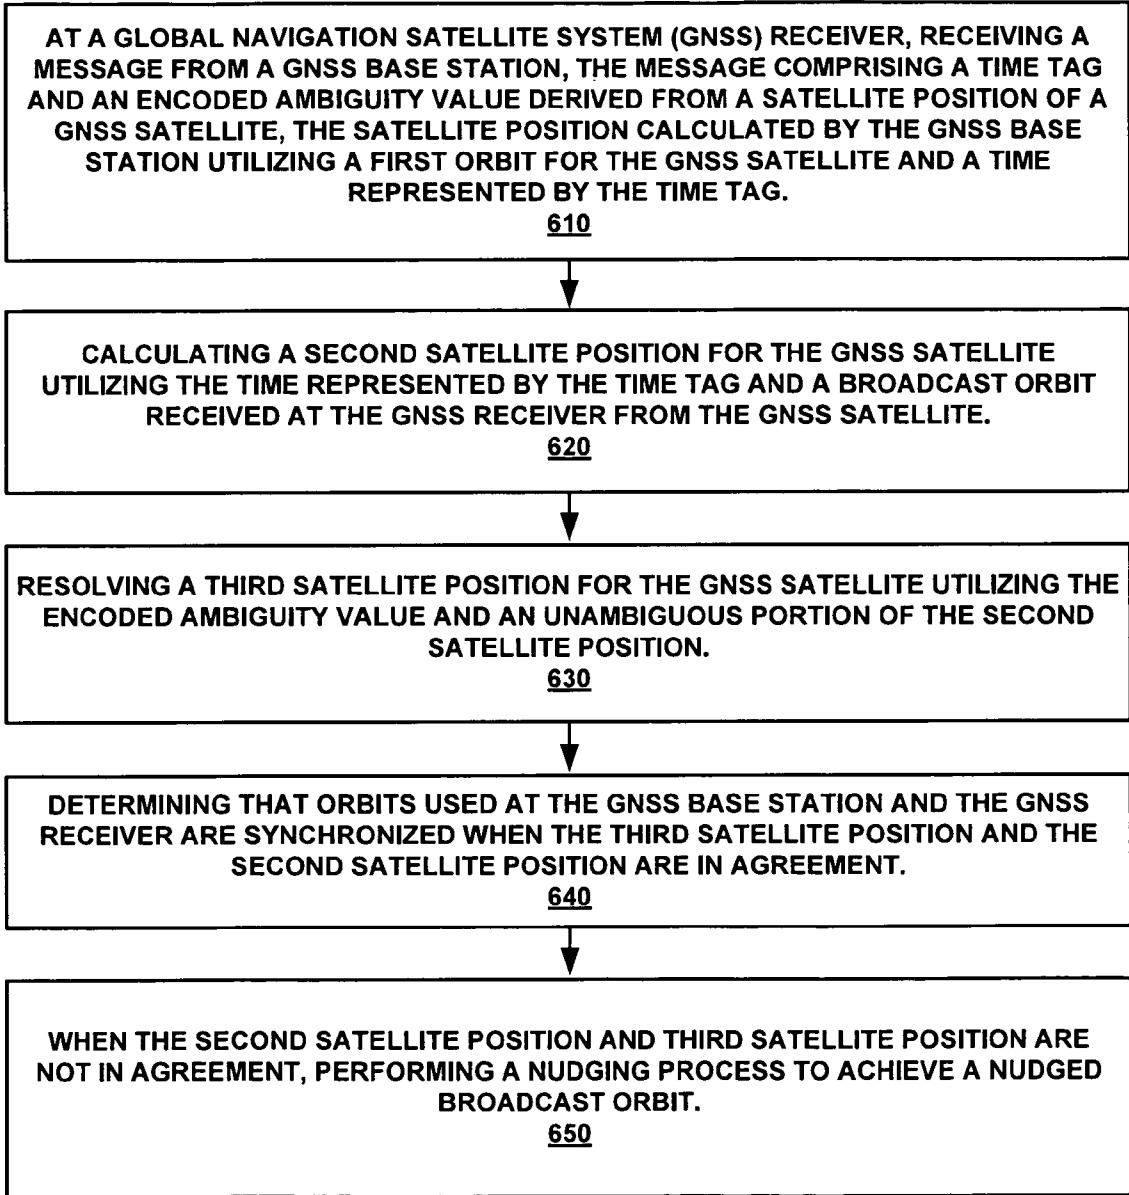 AT A GLOBAL NAVIGATION SATELLITE SYSTEM (GNSS) RECEIVER, RECEIVING A
MESSAGE FROM A GNSS BASE STATION, THE MESSAGE COMPRISING A TIME TAG
AND AN ENCODED AMBIGUITY VALUE DERIVED FROM A SATELLITE POSITION OF A
GNSS SATELLITE, THE SATELLITE POSITION CALCULATED BY THE GNSS BASE
STATION UTILIZING A FIRST ORBIT FOR THE GNSS SATELLITE AND A TIME
REPRESENTED BY THE TIME TAG.
610
CALCULATING A SECOND SATELLITE POSITION FOR THE GNSS SATELLITE
UTILIZING THE TIME REPRESENTED BY THE TIME TAG AND A BROADCAST ORBIT
RECEIVED AT THE GNSS RECEIVER FROM THE GNSS SATELLITE.
620
RESOLVING A THIRD SATELLITE POSITION FOR THE GNSS SATELLITE UTILIZING THE
ENCODED AMBIGUITY VALUE AND AN UNAMBIGUOUS PORTION OF THE SECOND
SATELLITE POSITION.
630
DETERMINING THAT ORBITS USED AT THE GNSS BASE STATION AND THE GNSS
RECEIVER ARE SYNCHRONIZED WHEN THE THIRD SATELLITE POSITION AND THE
SECOND SATELLITE POSITION ARE IN AGREEMENT.
640
WHEN THE SECOND SATELLITE POSITION AND THIRD SATELLITE POSITION ARE
NOT IN AGREEMENT, PERFORMING A NUDGING PROCESS TO ACHIEVE A NUDGED
BROADCAST ORBIT.
650